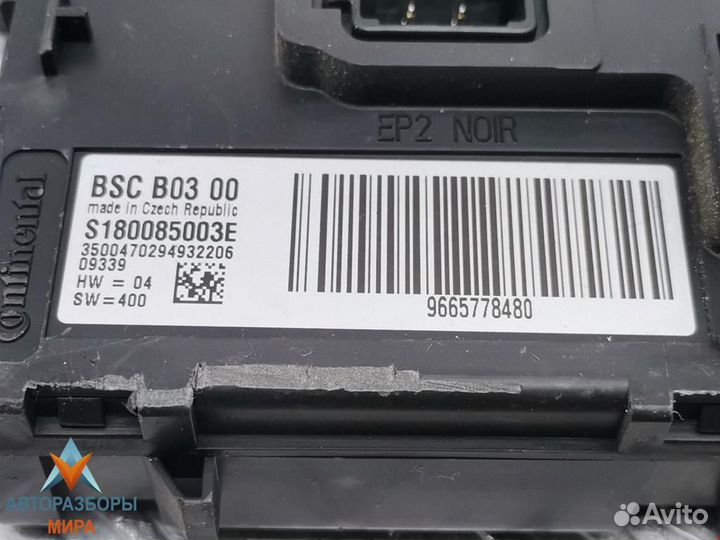 EP2 NOIR
Continental
BSC B03 00
made in Czech Republic
S180085003E
3500470294932206
09339
HW = 04
SW=400
9665778480
АВТОРАЗБОРЫ
МИРА
Avito